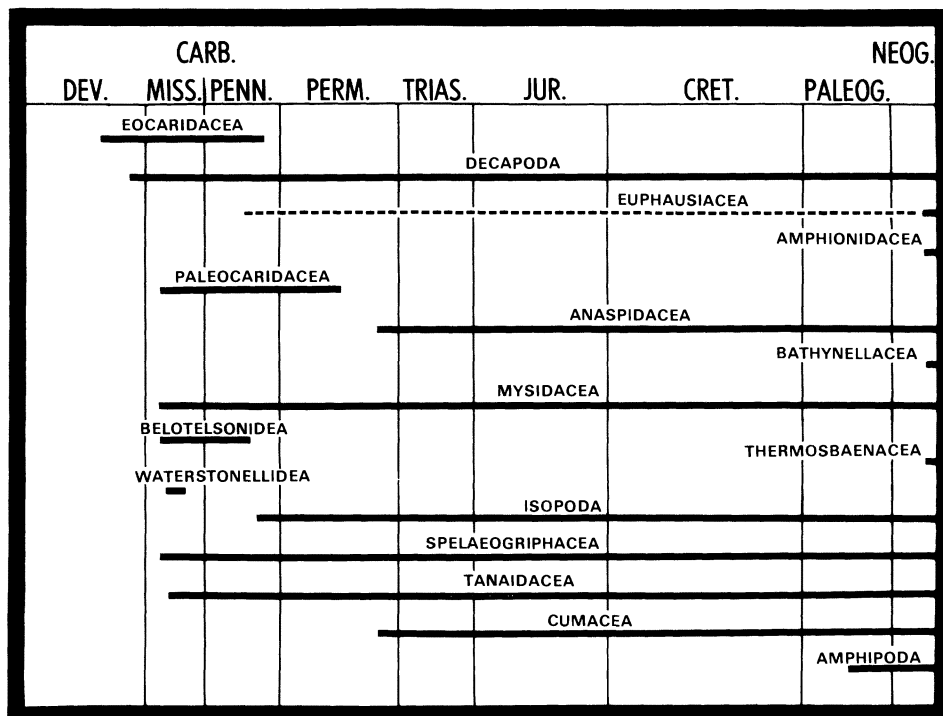 CARB. NEOG.
DEV. MISS. PENN. PERM. TRIAS. JUR. CRET. PALEOG.
EOCARIDACEA
DECAPODA
EUPHAUSIACEA
AMPHIONIDACEA
PALEOCARIDACEA
ANASPIDACEA
BATHYNELLACEA
MYSIDACEA
BELOTELSONIDEA
THERMOSBAENACEA
WATERSTONELLIDEA
ISOPODA
SPELAEOGRIPHACEA
TANAIDACEA
CUMACEA
AMPHIPODA